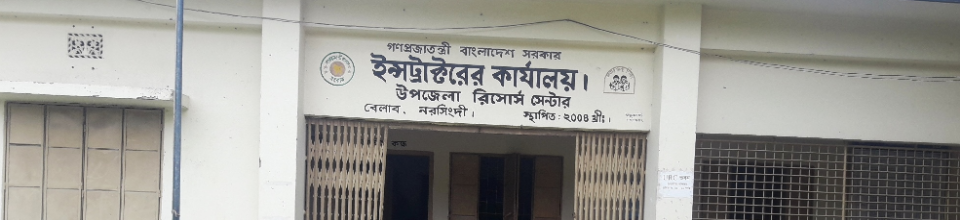 গণপ্রজাতন্ত্রী বাংলাদেশ সরকার
ইন্সট্রাক্টরের কার্যালয়।
উপজেলা রিসোর্স সেন্টার
বেলাব, নরসিংদী।
স্থাপিত: ২০০৪ খ্রীঃ।